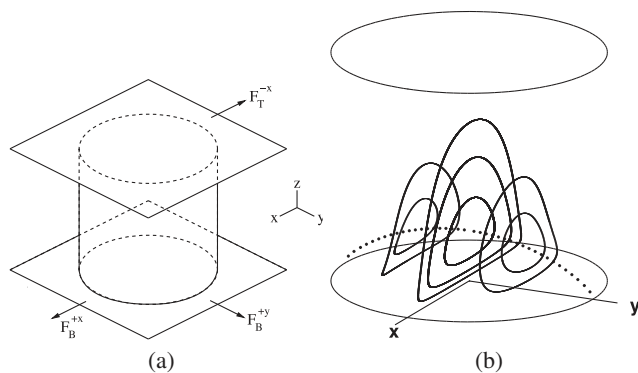 F_T^{-x}
z
x y
F_B^{+x} F_B^{+y}
(a)
x
y
(b)